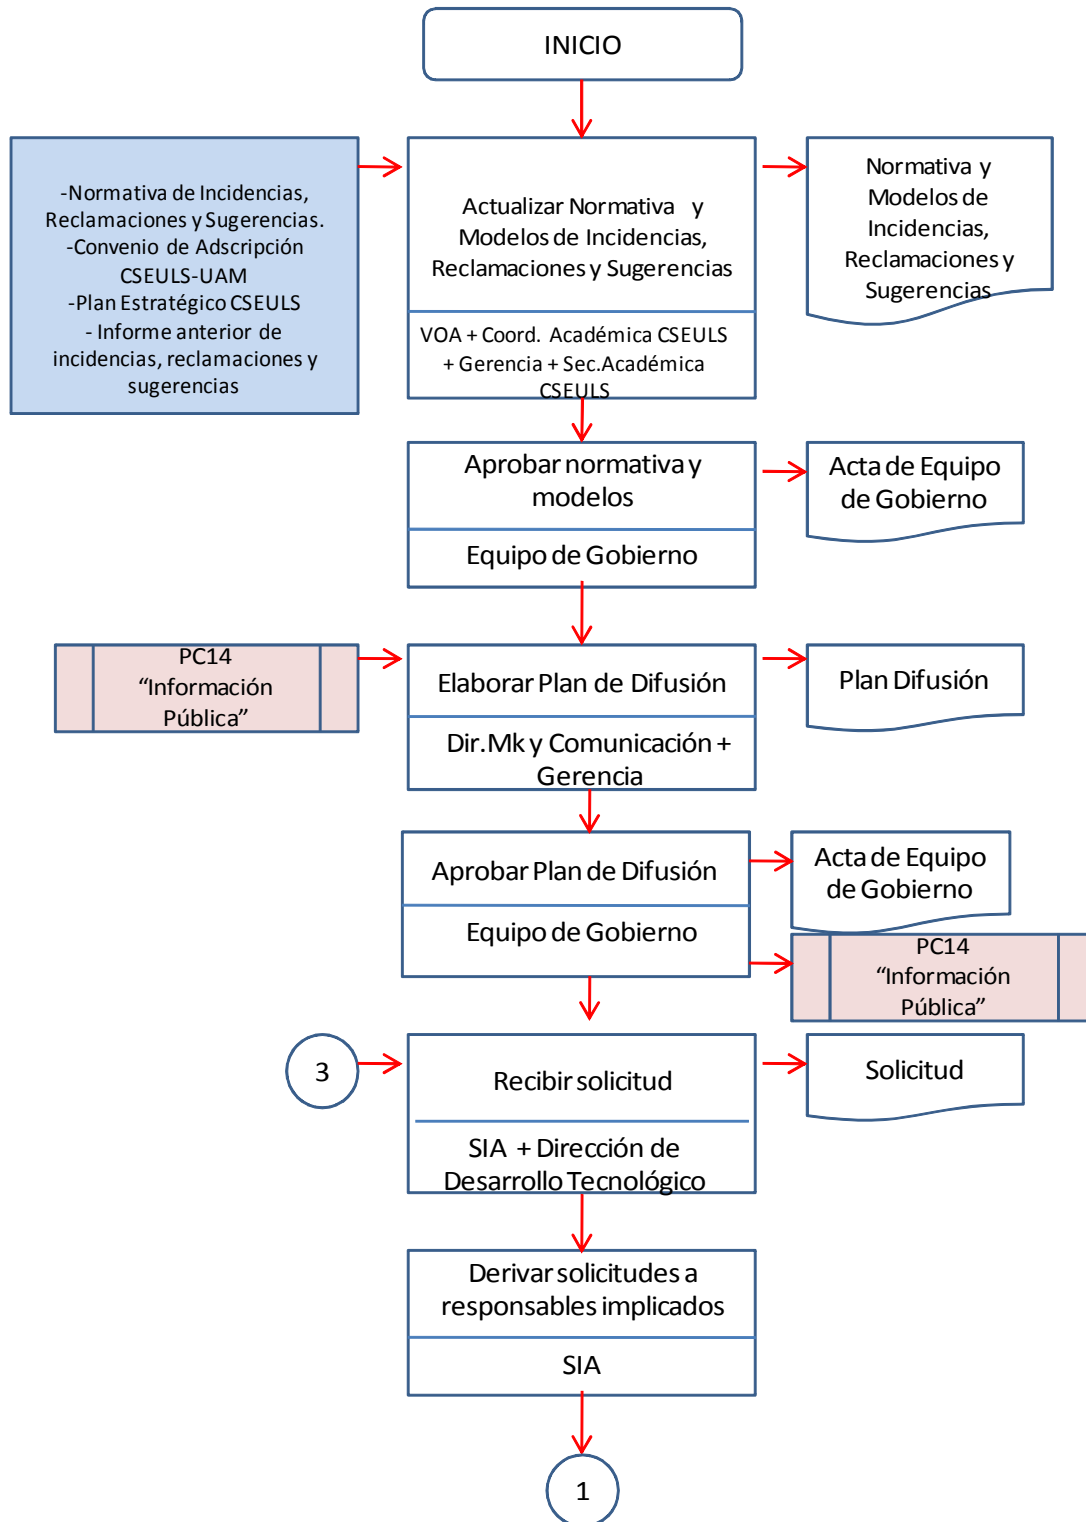 INICIO
-Normativa de Incidencias,
Reclamaciones y Sugerencias.
-Convenio de Adscripción
CSEULS-UAM
-Plan Estratégico CSEULS
- Informe anterior de
incidencias, reclamaciones y
sugerencias
Actualizar Normativa y
Modelos de Incidencias,
Reclamaciones y Sugerencias
VOA + Coord. Académica CSEULS
+ Gerencia + Sec.Académica
CSEULS
Normativa y
Modelos de
Incidencias,
Reclamaciones y
Sugerencias
Aprobar normativa y
modelos
Equipo de Gobierno
Acta de Equipo
de Gobierno
PC14
“Información
Pública”
Elaborar Plan de Difusión
Dir.Mk y Comunicación +
Gerencia
Plan Difusión
Aprobar Plan de Difusión
Equipo de Gobierno
Acta de Equipo
de Gobierno
PC14
“Información
Pública”
3
Recibir solicitud
SIA + Dirección de
Desarrollo Tecnológico
Solicitud
Derivar solicitudes a
responsables implicados
SIA
1